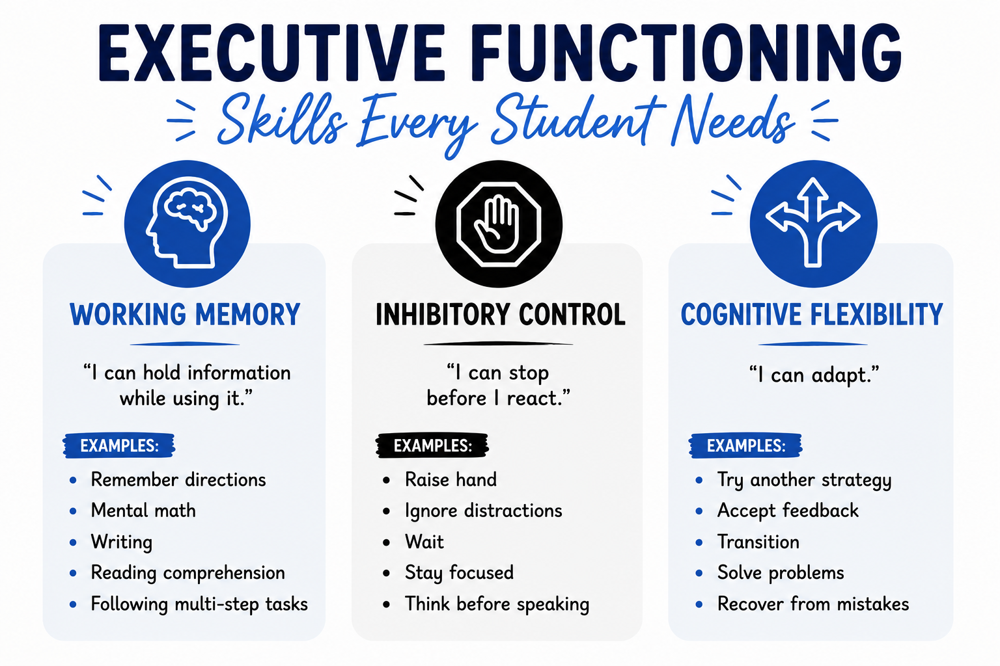 EXECUTIVE FUNCTIONING
Skills Every Student Needs
WORKING MEMORY
“I can hold information
while using it.”
EXAMPLES:
• Remember directions
• Mental math
• Writing
• Reading comprehension
• Following multi-step tasks
INHIBITORY CONTROL
“I can stop
before I react.”
EXAMPLES:
• Raise hand
• Ignore distractions
• Wait
• Stay focused
• Think before speaking
COGNITIVE FLEXIBILITY
“I can adapt.”
EXAMPLES:
• Try another strategy
• Accept feedback
• Transition
• Solve problems
• Recover from mistakes